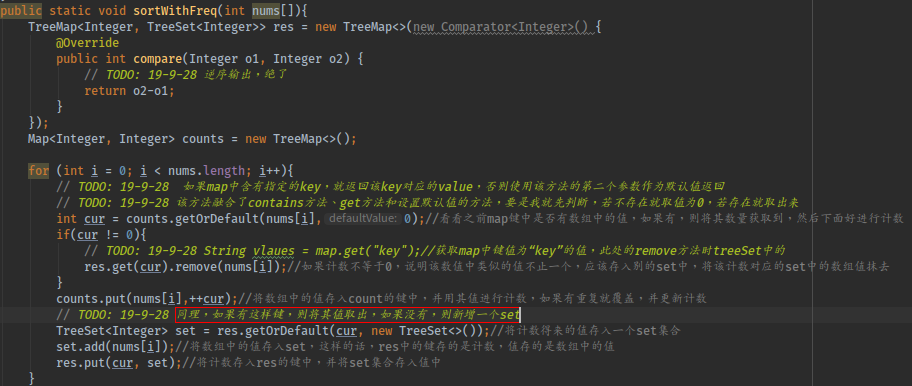 public static void sortWithFreq(int nums[]){
TreeMap<Integer, TreeSet<Integer>> res = new TreeMap<>(new Comparator<Integer>() {
@Override
public int compare(Integer o1, Integer o2) {
// TODO: 19-9-28 逆序输出，绝了
return o2-o1;
}
});
Map<Integer, Integer> counts = new TreeMap<>();
for (int i = 0; i < nums.length; i++){
// TODO: 19-9-28 如果map中含有指定的key，就返回该key对应的value，否则使用该方法的第二个参数作为默认值返回
// TODO: 19-9-28 该方法融合了contains方法、get方法和设置默认值的方法，要是我就先判断，若不存在就取值为0，若存在就取出来
int cur = counts.getOrDefault(nums[i], defaultValue: 0);//看看之前map键中是否有数组中的值，如果有，则将其数量获取到，然后下面好进行计数
if(cur != 0){
// TODO: 19-9-28 String vlaues = map.get("key");//获取map中键值为“key”的值，此处的remove方法时treeSet中的
res.get(cur).remove(nums[i]);//如果计数不等于0，说明该数值中类似的值不止一个，应该存入别的set中，将该计数对应的set中的数组值抹去
}
counts.put(nums[i],++cur);//将数组中的值存入count的键中，并用其值进行计数，如果有重复就覆盖，并更新计数
// TODO: 19-9-28 同理，如果有这样键，则将其值取出，如果没有，则新增一个set
TreeSet<Integer> set = res.getOrDefault(cur, new TreeSet<>());//将计数得来的值存入一个set集合
set.add(nums[i]);//将数组中的值存入set，这样的话，res中的键存的是计数，值存的是数组中的值
res.put(cur, set);//将计数存入res的键中，并将set集合存入值中
}